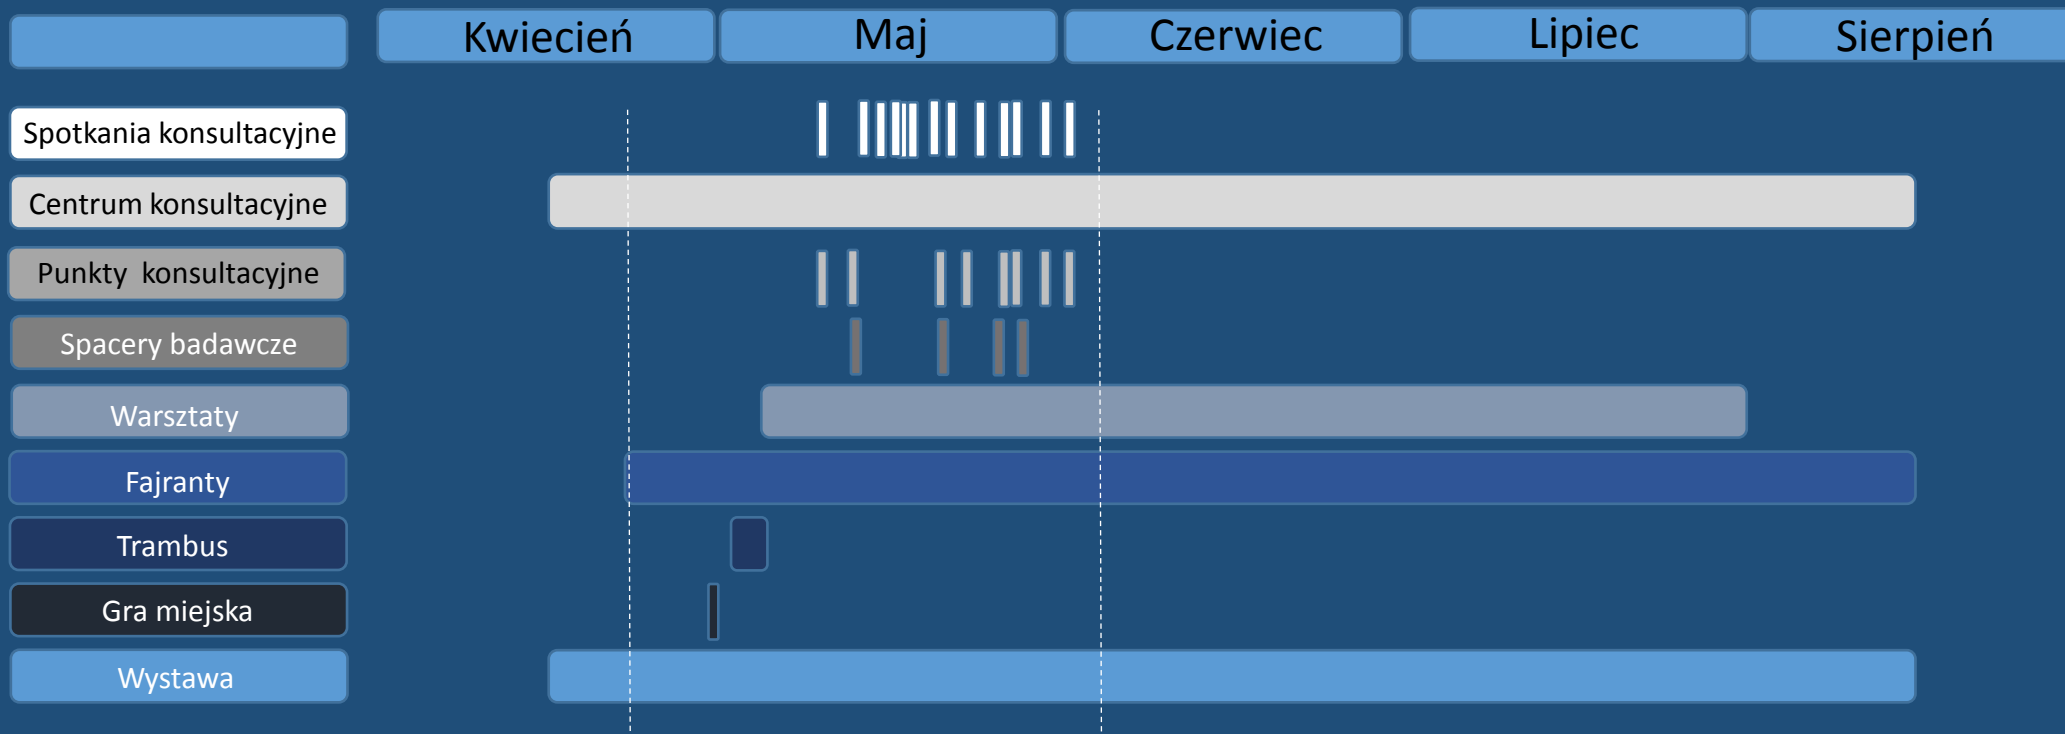 Kwiecień
Maj
Czerwiec
Lipiec
Sierpień
Spotkania konsultacyjne
Centrum konsultacyjne
Punkty konsultacyjne
Spacery badawcze
Warsztaty
Fajranty
Trambus
Gra miejska
Wystawa